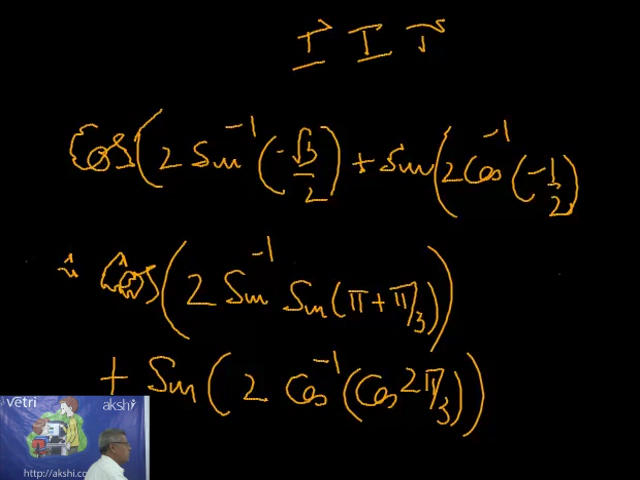 I I T
Cos(2 Sin⁻¹(-√3/2) + Sin(2 Cos⁻¹(-1/2)
Cos(2 Sin⁻¹ Sin(π + π/3))
+ Sin(2 Cos⁻¹(Cos 2π/3))
vetri akshi
http://akshi.co